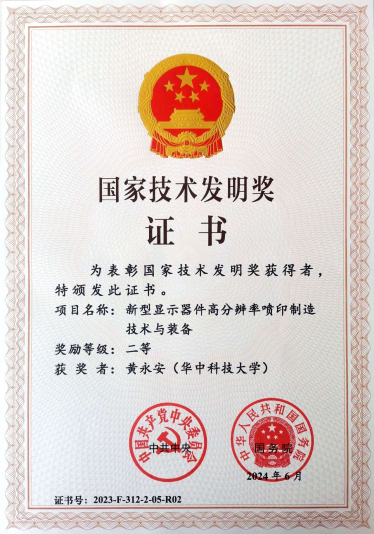 国家技术发明奖
证书
为表彰国家技术发明奖获得者，
特颁发此证书。
项目名称：新型显示器件高分辨率喷印制造
技术与装备
奖励等级：二等
获奖者：黄永安（华中科技大学）
中国共产党中央委员会
中共中央
中华人民共和国国务院
国务院
2024年6月
证书号：2023-F-312-2-05-R02